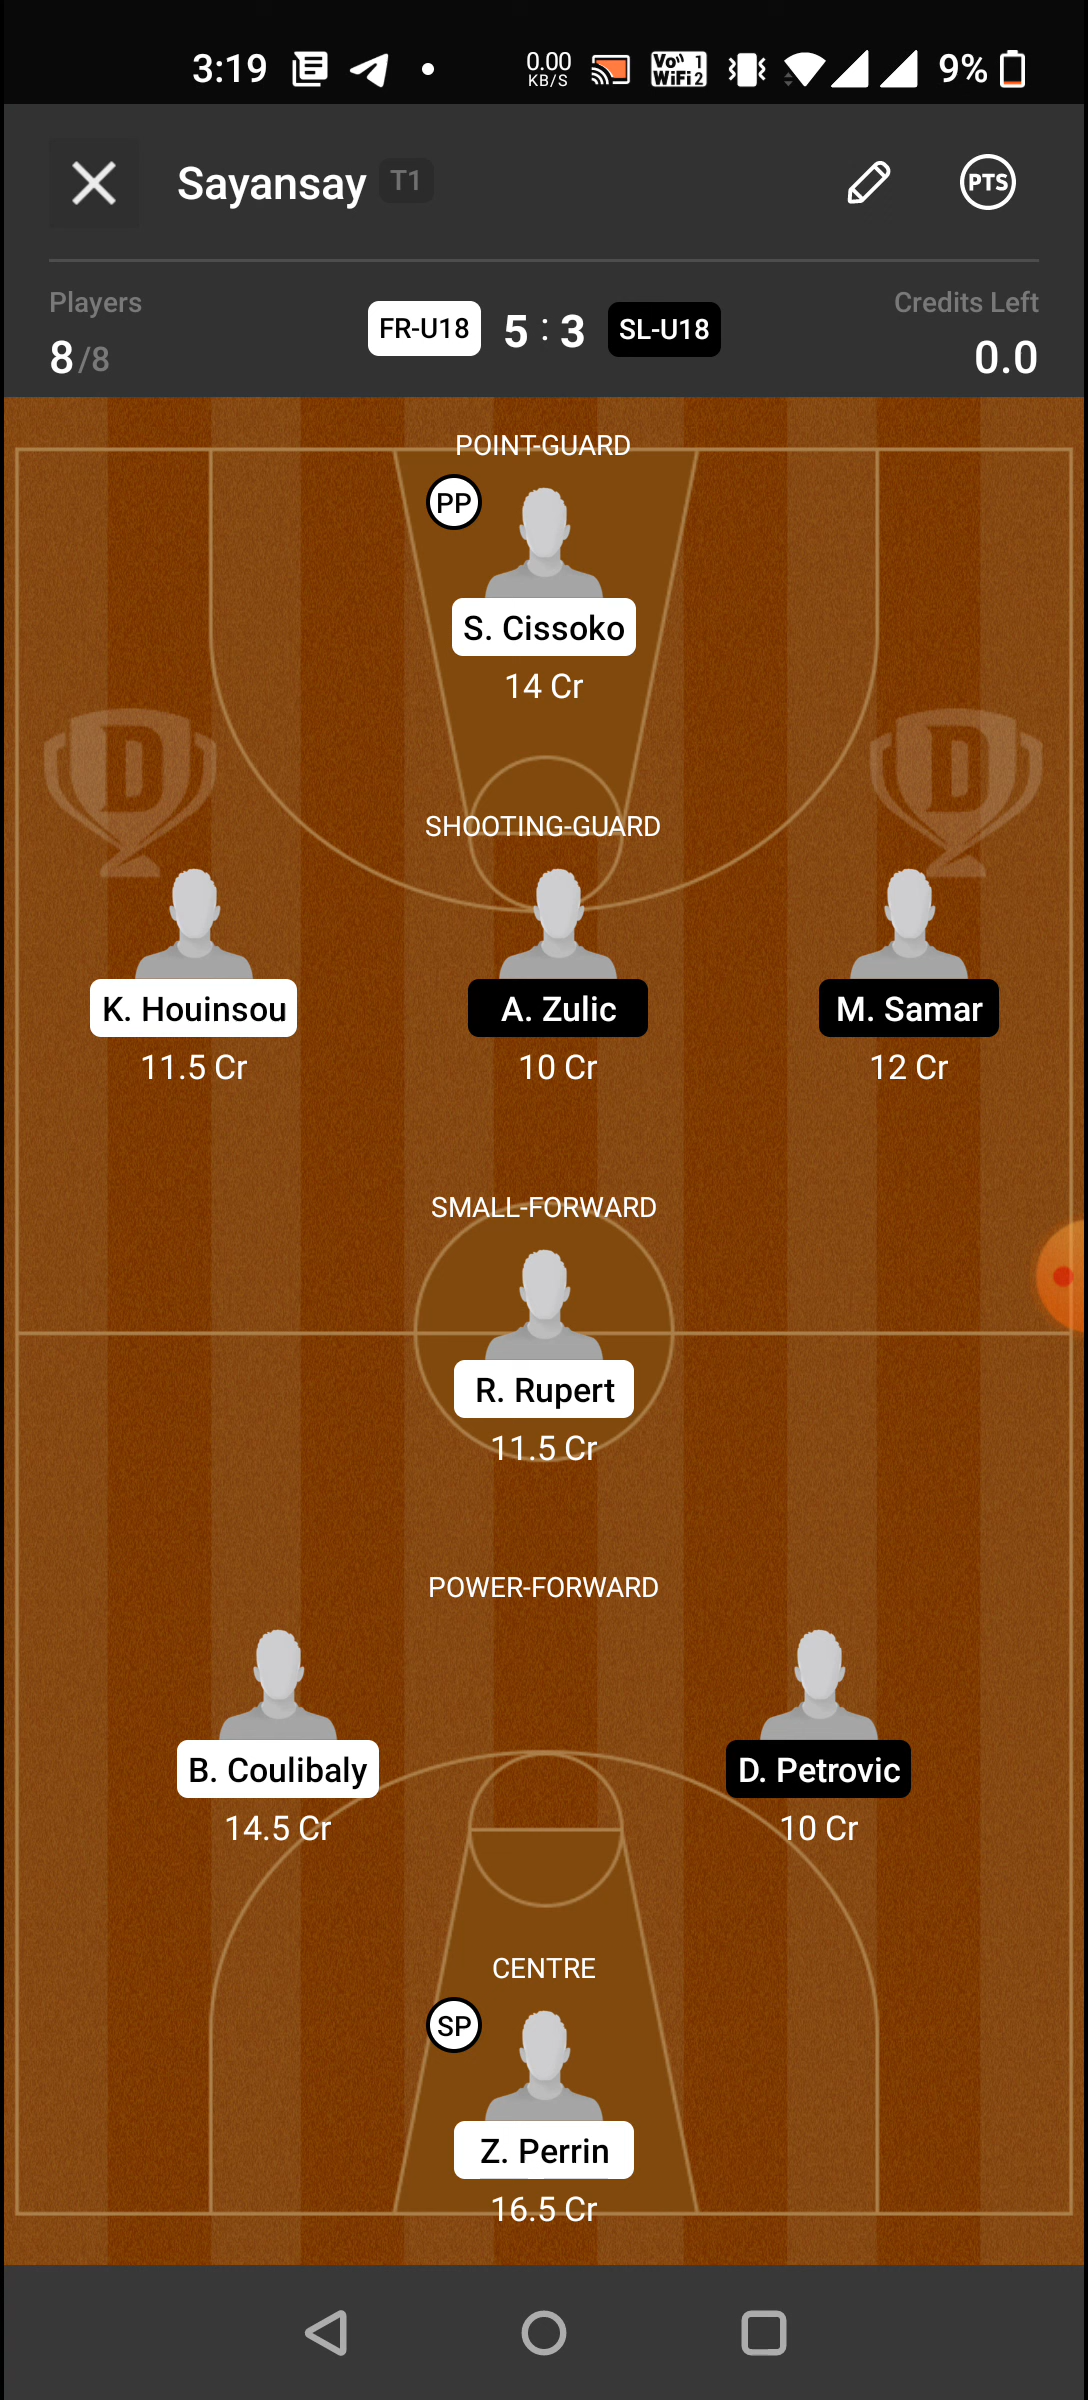 3:19 0.00 KB/S Vo)) 1 WiFi 2 9%
Sayansay T1 PTS
Players FR-U18 5 : 3 SL-U18 Credits Left
8/8 0.0
POINT-GUARD
PP
S. Cissoko
14 Cr
D D
SHOOTING-GUARD
K. Houinsou A. Zulic M. Samar
11.5 Cr 10 Cr 12 Cr
SMALL-FORWARD
R. Rupert
11.5 Cr
POWER-FORWARD
B. Coulibaly D. Petrovic
14.5 Cr 10 Cr
CENTRE
SP
Z. Perrin
16.5 Cr